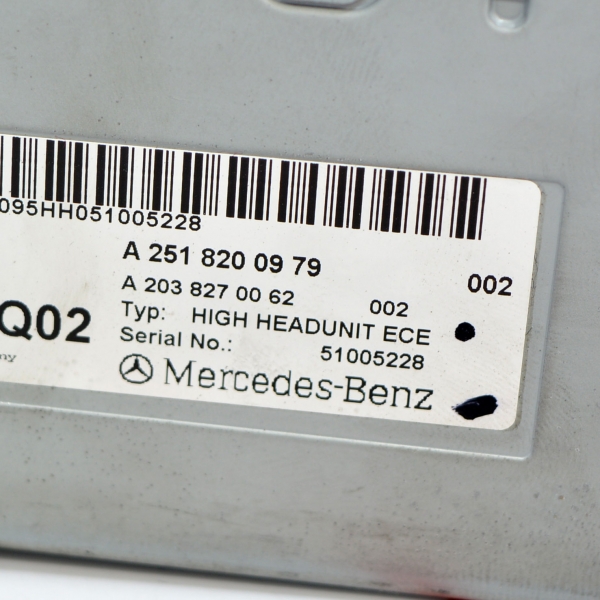 095HH051005228
A 251 820 09 79 002
A 203 827 00 62 002
Typ: HIGH HEADUNIT ECE
Q02
Serial No.: 51005228
Mercedes-Benz